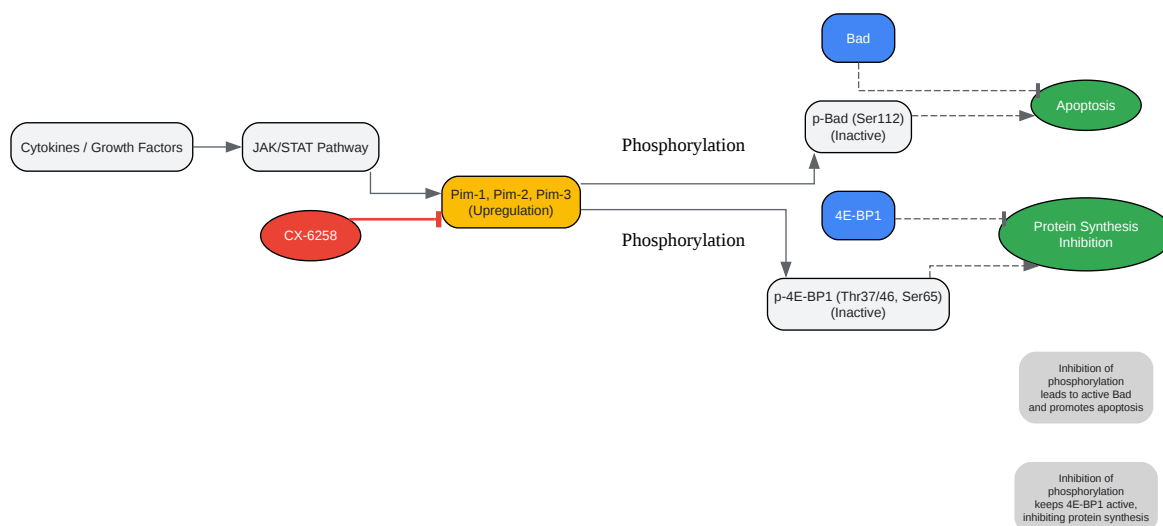 Bad
Apoptosis
p-Bad (Ser112)
(Inactive)
Phosphorylation
Cytokines / Growth Factors
JAK/STAT Pathway
Pim-1, Pim-2, Pim-3
(Upregulation)
4E-BP1
CX-6258
Protein Synthesis
Inhibition
Phosphorylation
p-4E-BP1 (Thr37/46, Ser65)
(Inactive)
Inhibition of
phosphorylation
leads to active Bad
and promotes apoptosis
Inhibition of
phosphorylation
keeps 4E-BP1 active,
inhibiting protein synthesis